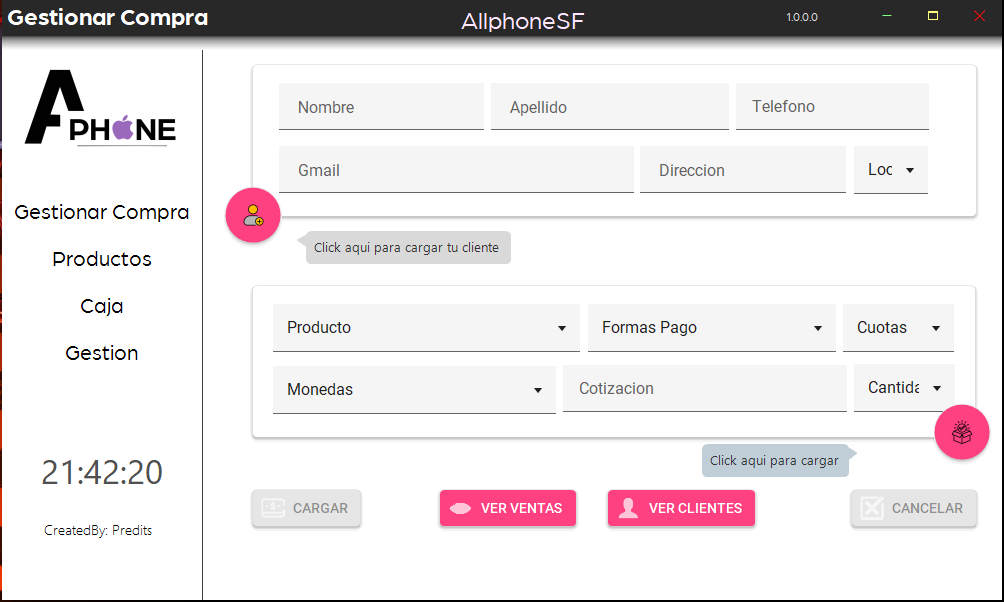 Gestionar Compra
AllphoneSF
1.0.0.0
APHONE
Gestionar Compra
Productos
Caja
Gestion
21:42:20
CreatedBy: Predits
Nombre
Apellido
Telefono
Gmail
Direccion
Loc
Click aqui para cargar tu cliente
Producto
Formas Pago
Cuotas
Monedas
Cotizacion
Cantida
Click aqui para cargar
CARGAR
VER VENTAS
VER CLIENTES
CANCELAR